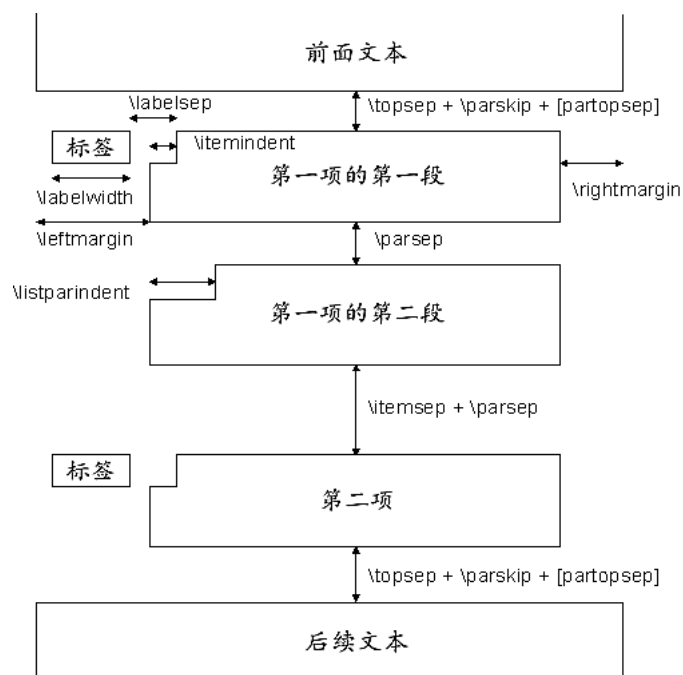 前面文本
\labelsep
\topsep + \parskip + [partopsep]
标签
\itemindent
第一项的第一段
\rightmargin
\labelwidth
\leftmargin
\parsep
\listparindent
第一项的第二段
\itemsep + \parsep
标签
第二项
\topsep + \parskip + [partopsep]
后续文本